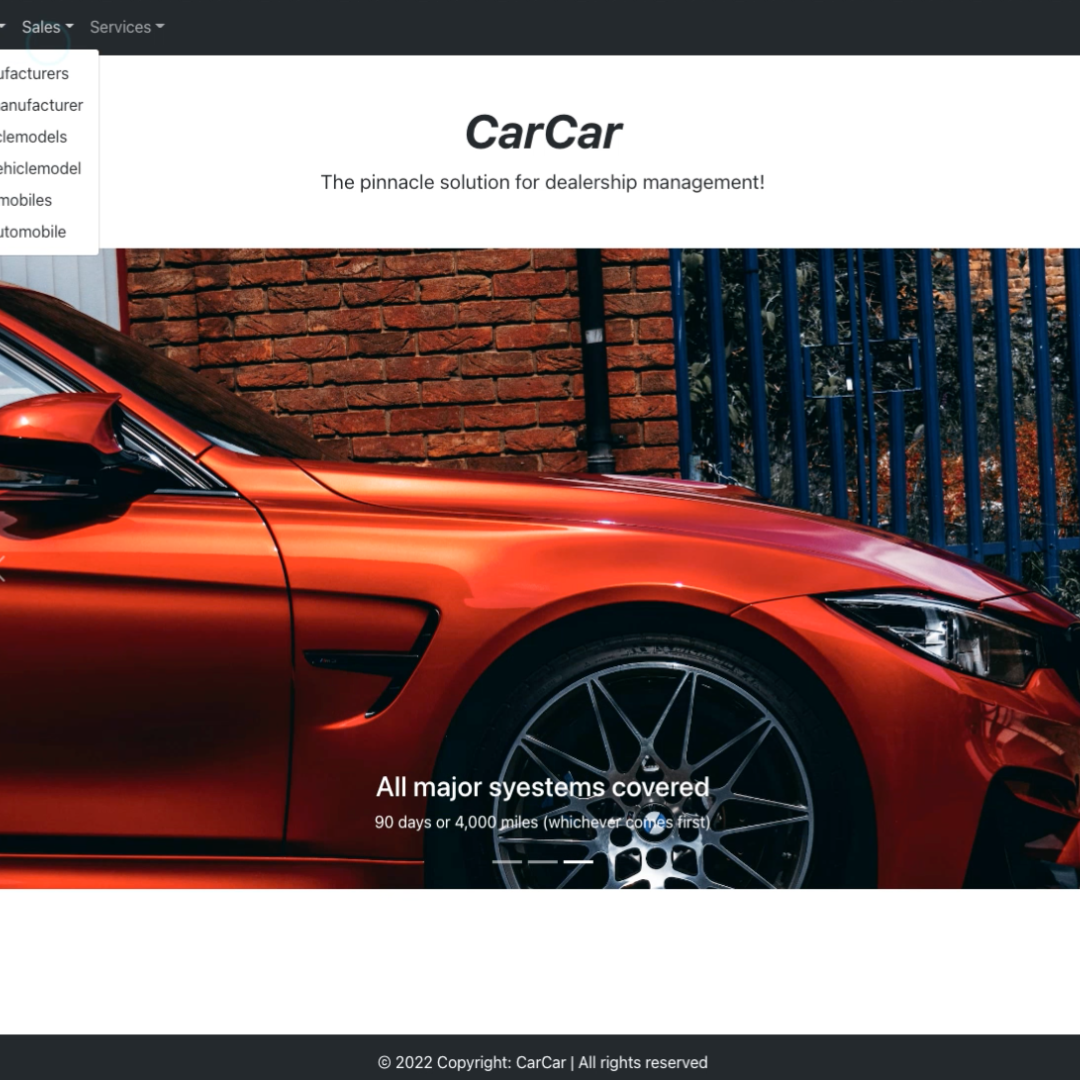 Sales Services
ufacturers
anufacturer
clemodels
ehiclemodel
mobiles
utomobile
CarCar
The pinnacle solution for dealership management!
All major syestems covered
90 days or 4,000 miles (whichever comes first)
© 2022 Copyright: CarCar | All rights reserved